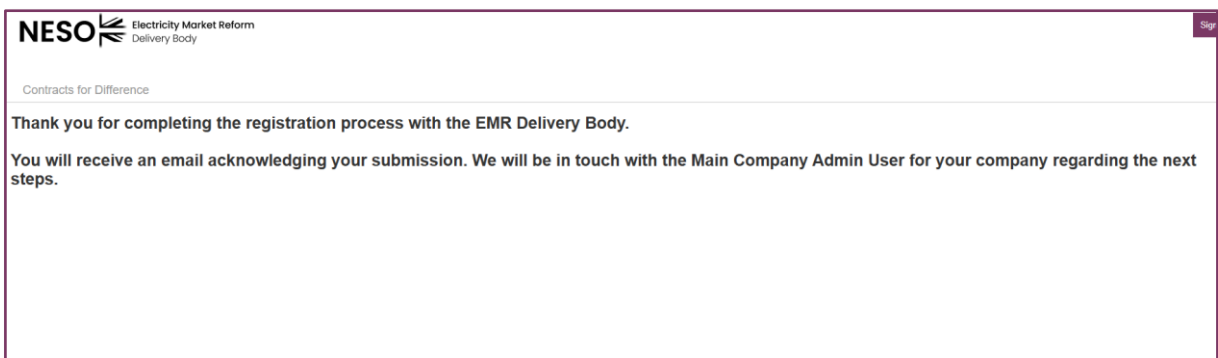 NESO
Electricity Market Reform
Delivery Body
Contracts for Difference
Thank you for completing the registration process with the EMR Delivery Body.
You will receive an email acknowledging your submission. We will be in touch with the Main Company Admin User for your company regarding the next
steps.